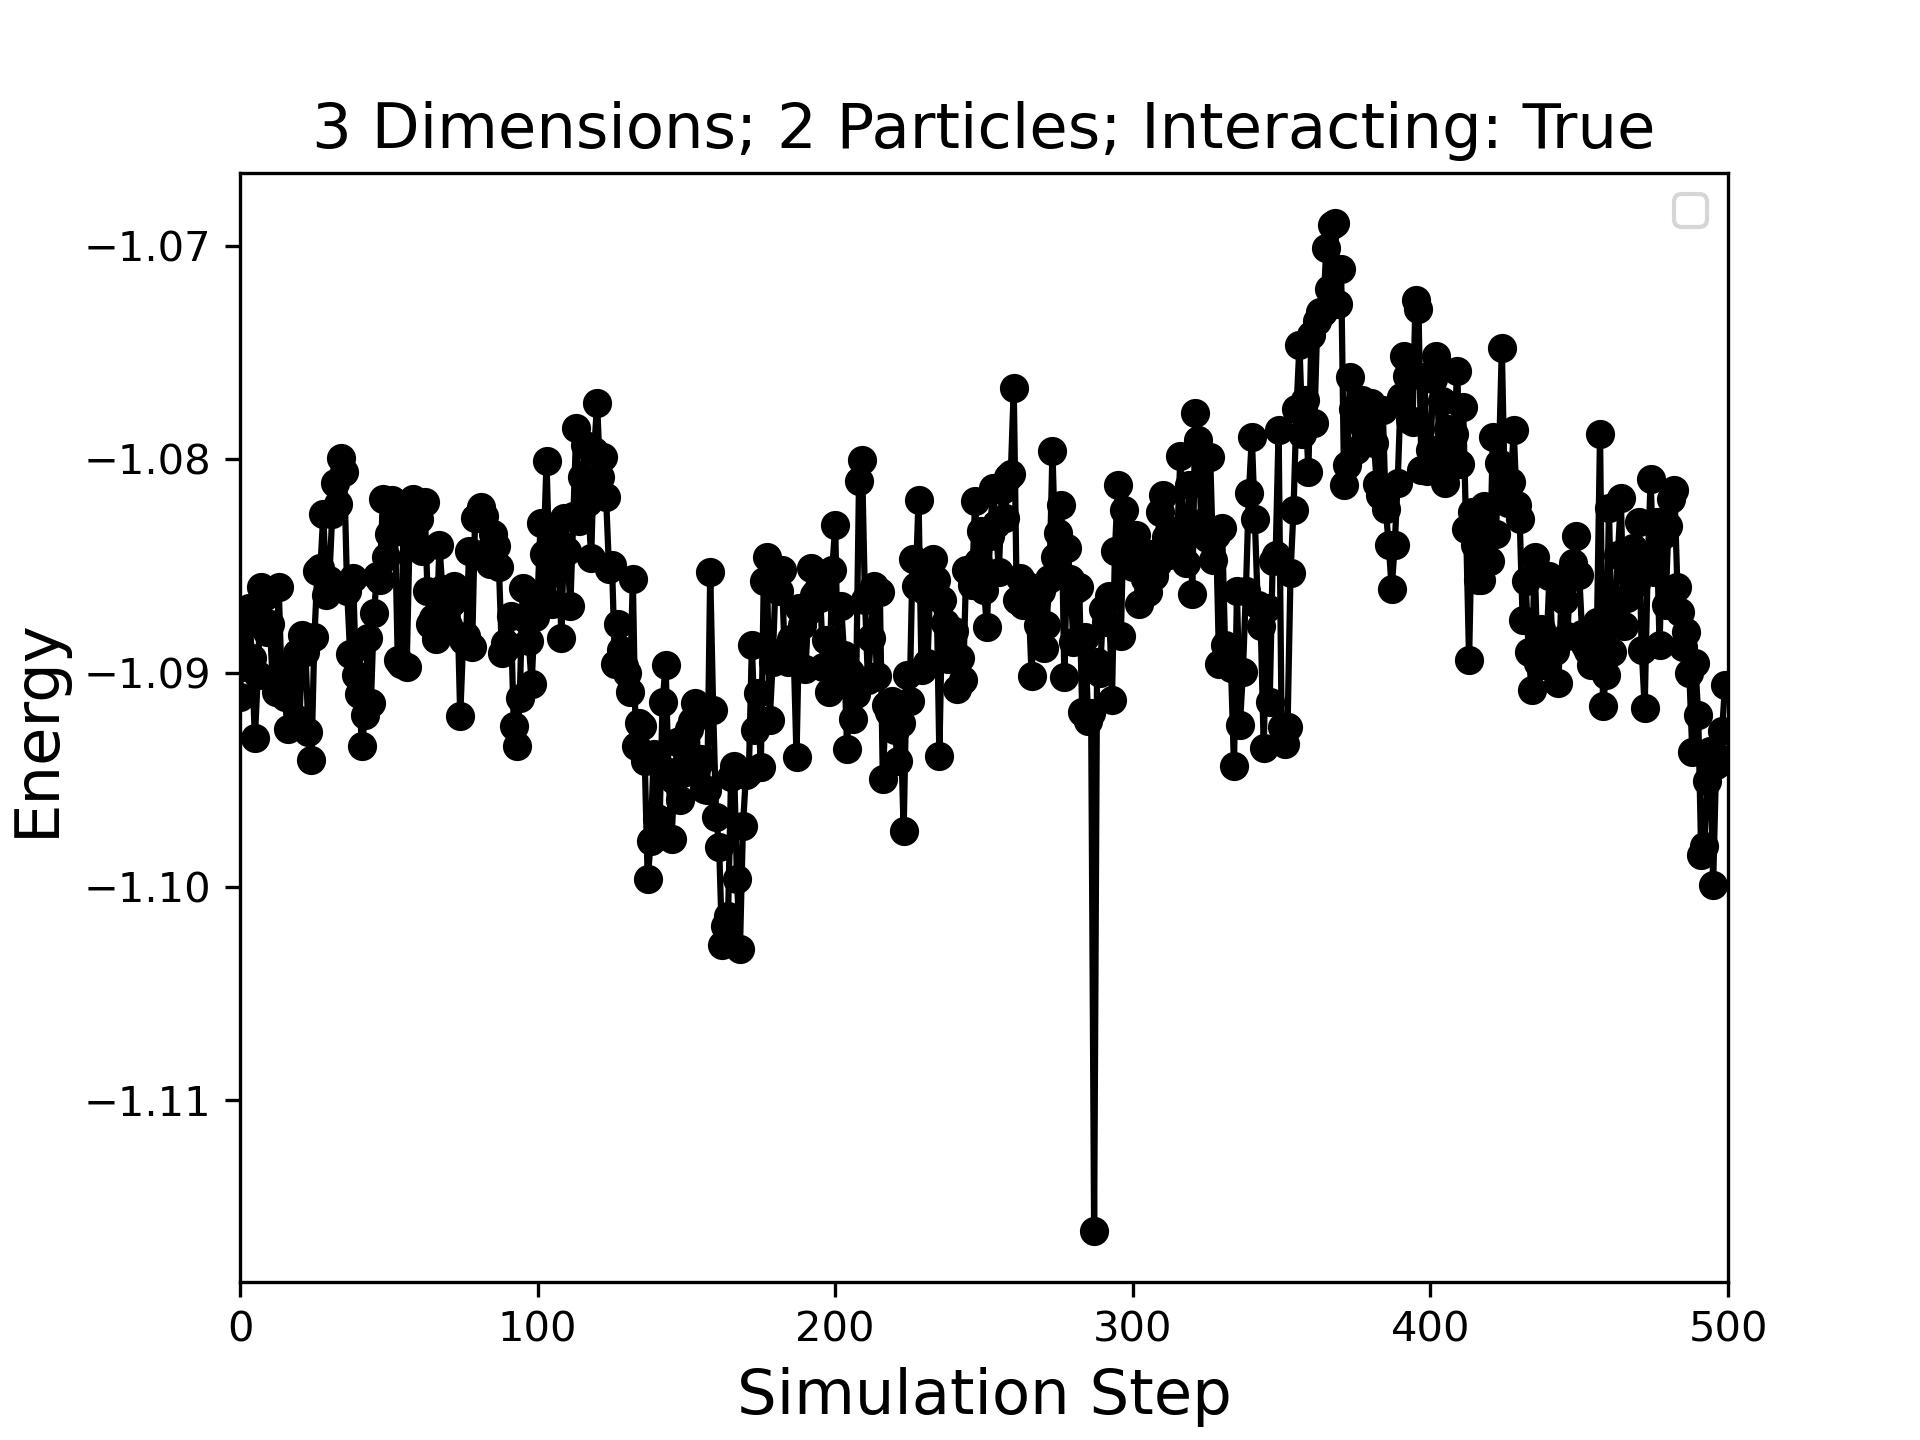 3 Dimensions; 2 Particles; Interacting: True
−1.07
−1.08
−1.09
−1.10
−1.11
Energy
0 100 200 300 400 500
Simulation Step